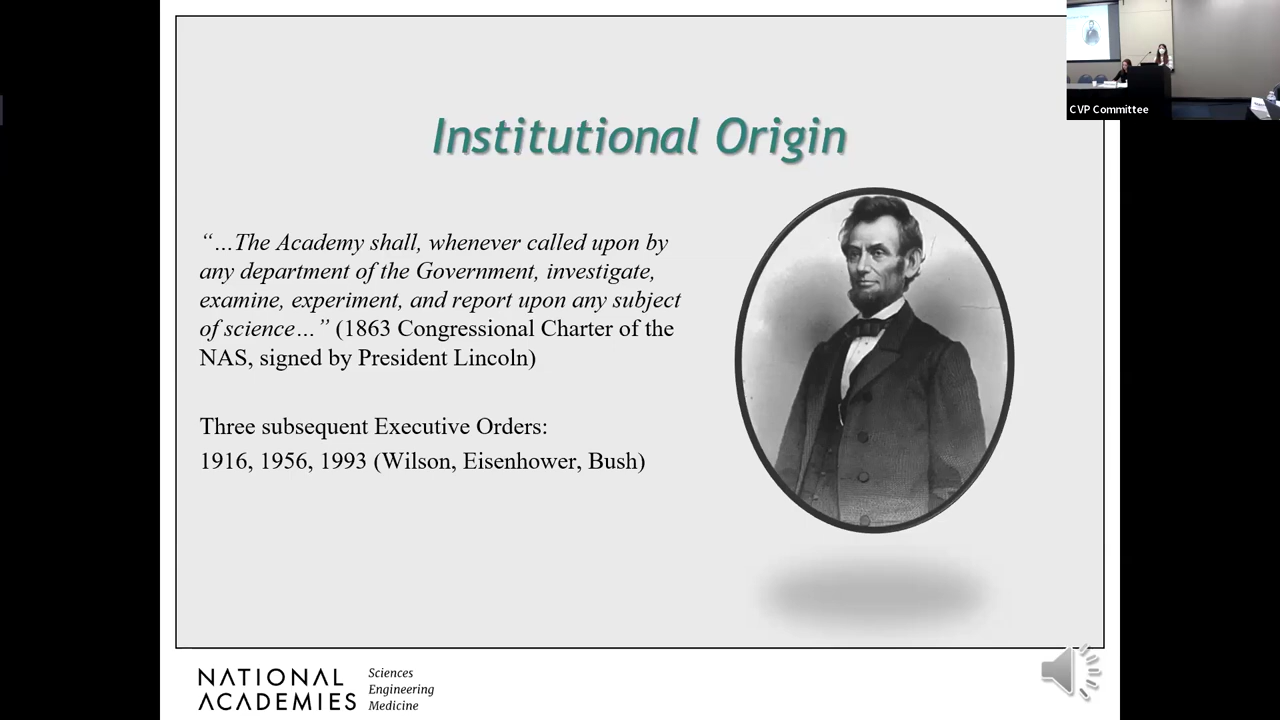 Institutional Origin
“…The Academy shall, whenever called upon by
any department of the Government, investigate,
examine, experiment, and report upon any subject
of science…” (1863 Congressional Charter of the
NAS, signed by President Lincoln)
Three subsequent Executive Orders:
1916, 1956, 1993 (Wilson, Eisenhower, Bush)
CVP Committee
NATIONAL
ACADEMIES
Sciences
Engineering
Medicine